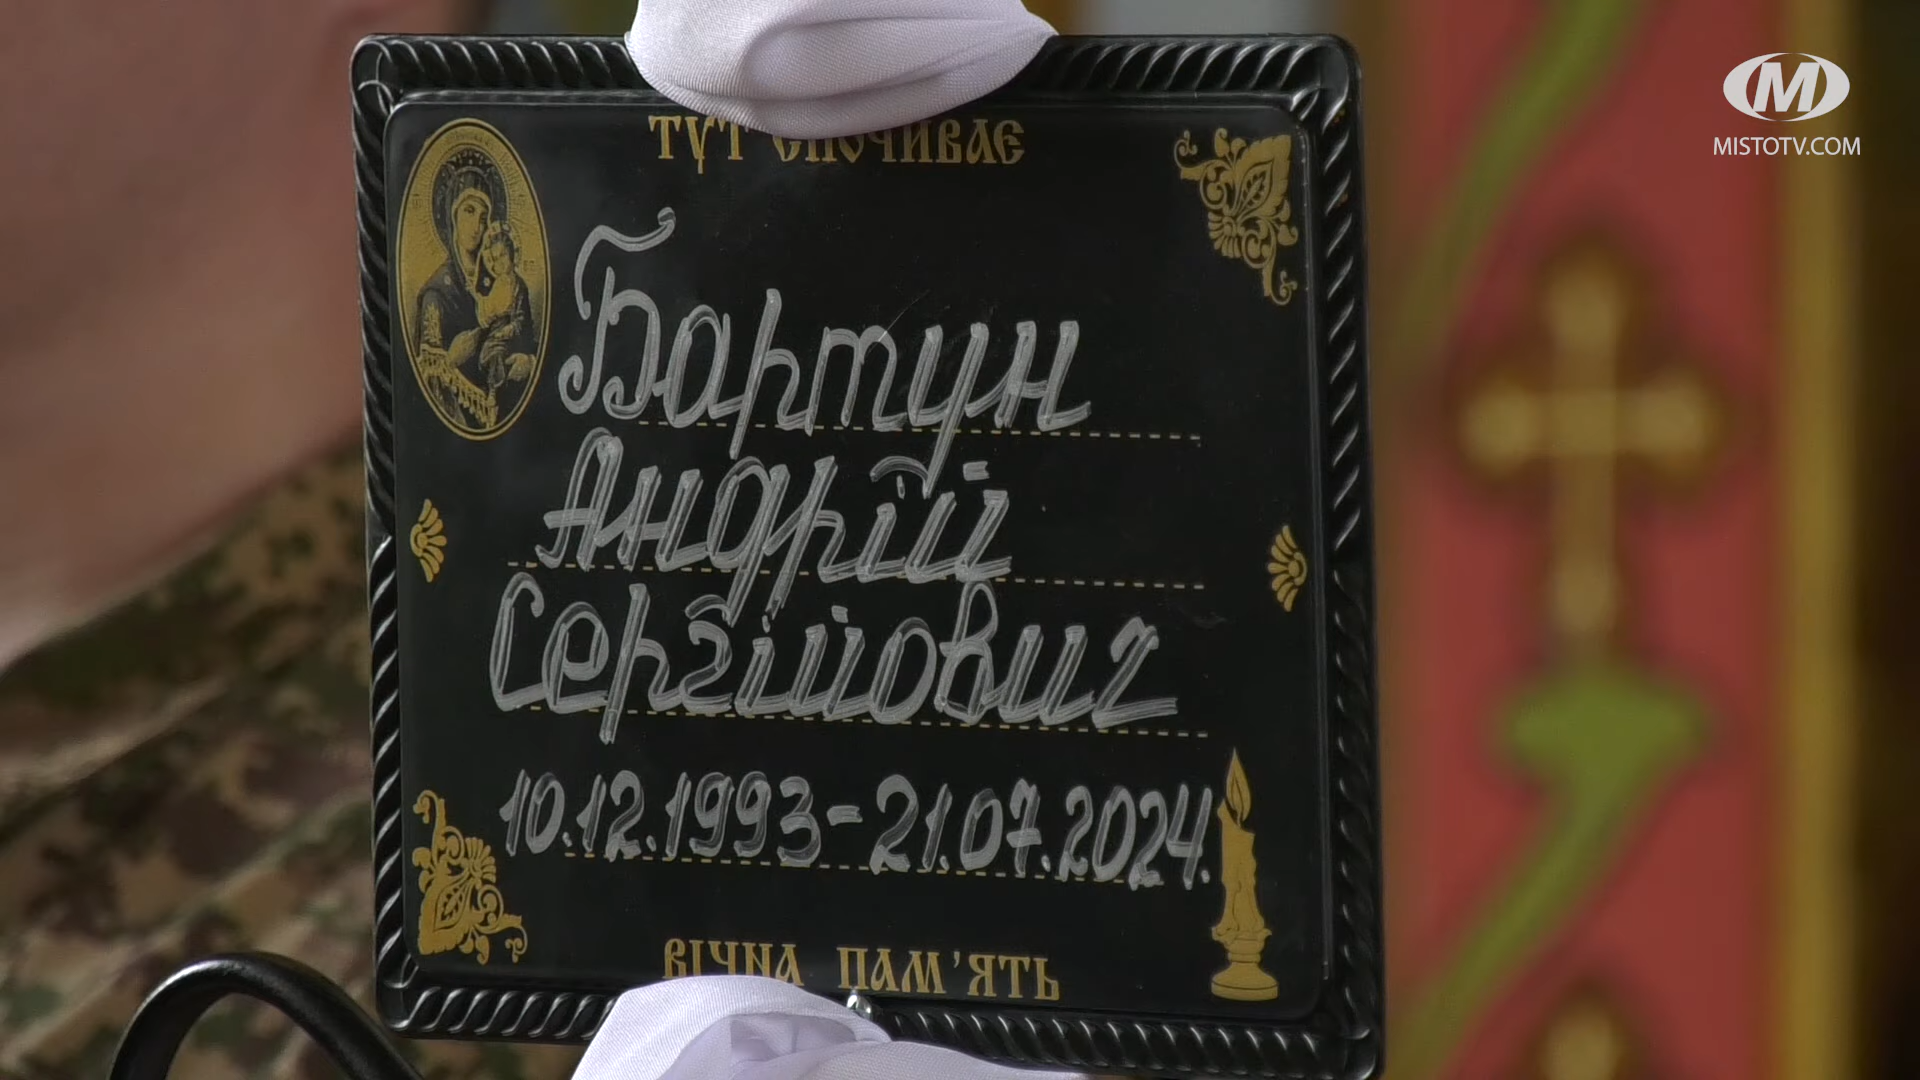 M
MISTOTV.COM
ТУТ СПОЧИВАЄ
Бартун
Андрій
Сергійович
10.12.1993-21.07.2024.
ВІЧНА ПАМ'ЯТЬ